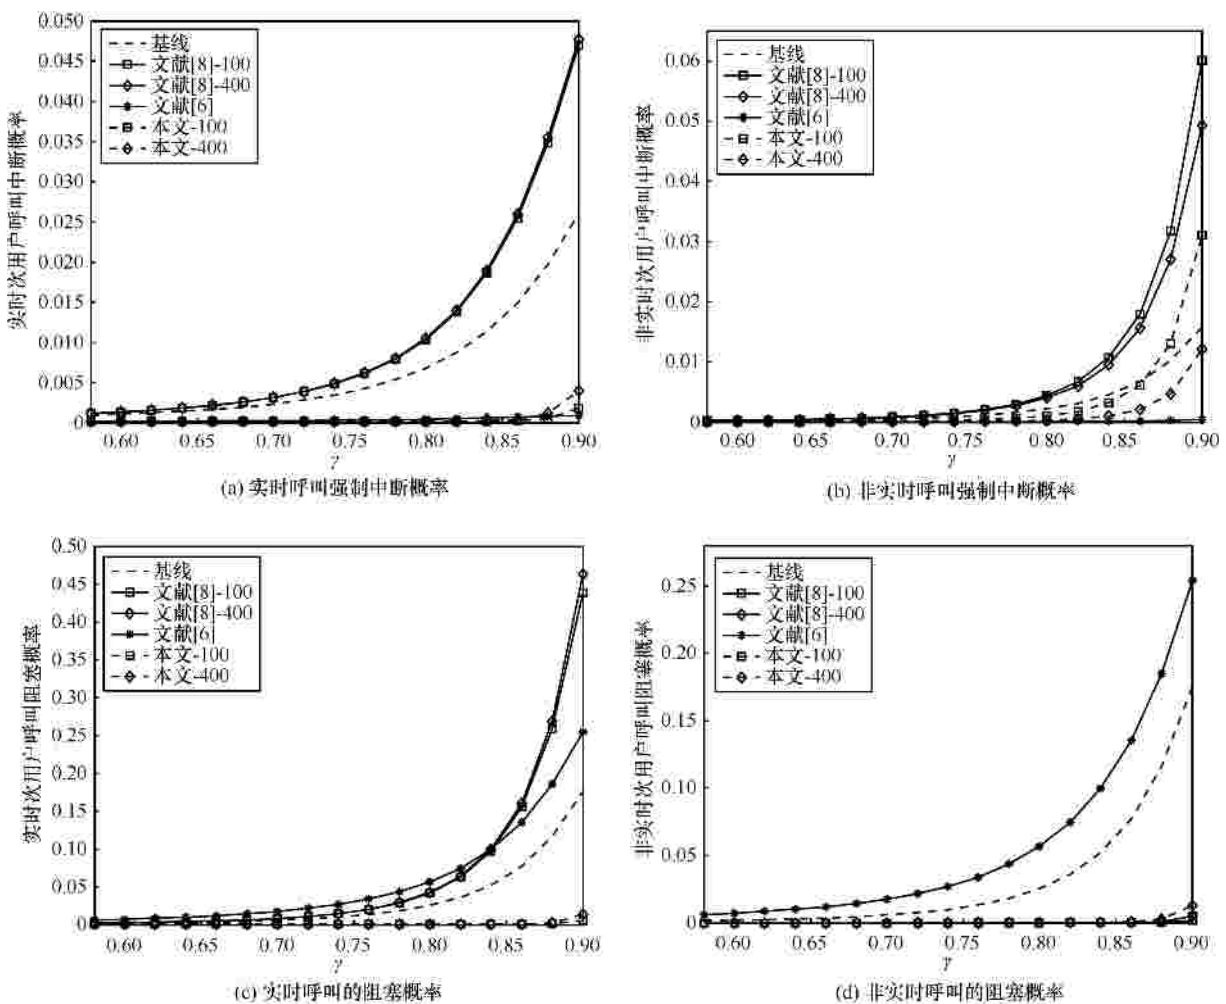 0.050
0.045
0.040
0.035
0.030
0.025
0.020
0.015
0.010
0.005
0
实时次用户呼叫中断概率
基线
文献[8]-100
文献[8]-400
文献[6]
本文-100
本文-400
0.60 0.65 0.70 0.75 0.80 0.85 0.90
γ
(a) 实时呼叫强制中断概率
0.06
0.05
0.04
0.03
0.02
0.01
0
非实时次用户呼叫中断概率
基线
文献[8]-100
文献[8]-400
文献[6]
本文-100
本文-400
0.60 0.65 0.70 0.75 0.80 0.85 0.90
γ
(b) 非实时呼叫强制中断概率
0.50
0.45
0.40
0.35
0.30
0.25
0.20
0.15
0.10
0.05
0
实时次用户呼叫阻塞概率
基线
文献[8]-100
文献[8]-400
文献[6]
本文-100
本文-400
0.60 0.65 0.70 0.75 0.80 0.85 0.90
γ
(c) 实时呼叫的阻塞概率
0.25
0.20
0.15
0.10
0.05
0
非实时次用户呼叫阻塞概率
基线
文献[8]-100
文献[8]-400
文献[6]
本文-100
本文-400
0.60 0.65 0.70 0.75 0.80 0.85 0.90
γ
(d) 非实时呼叫的阻塞概率